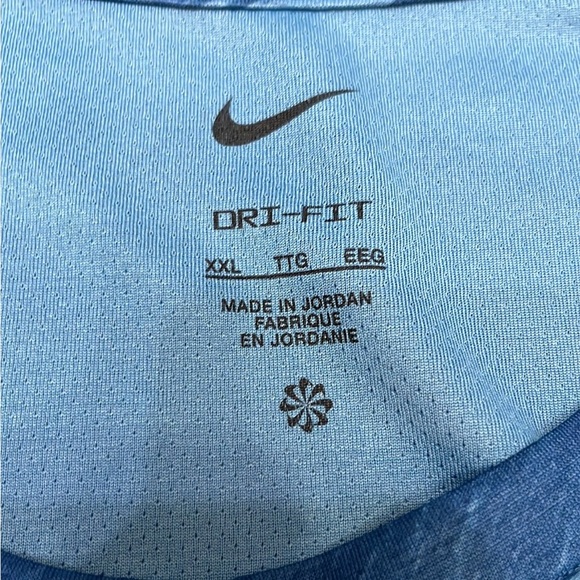 DRI-FIT
XXL TTG EEG
MADE IN JORDAN
FABRIQUE
EN JORDANIE